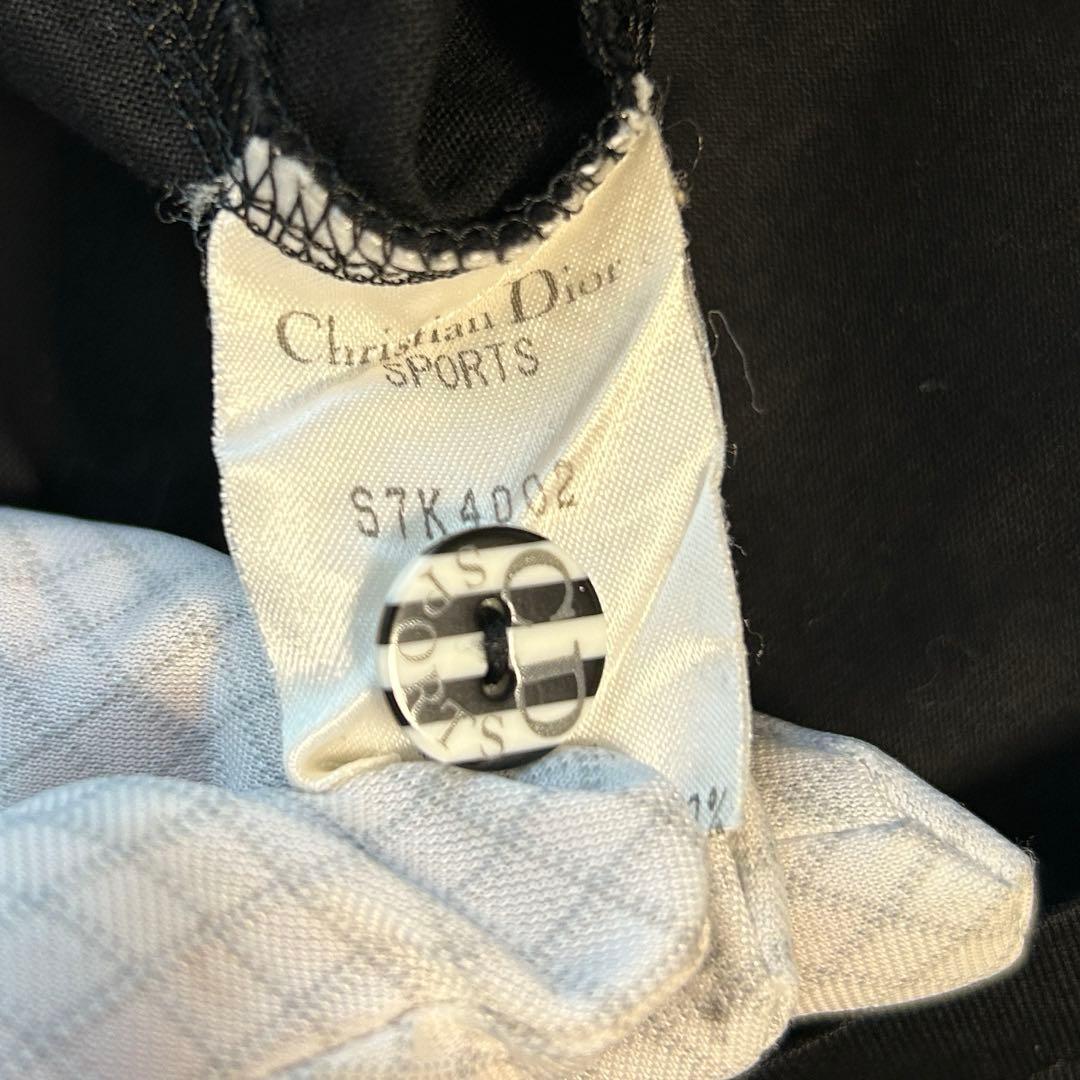 Christian Dior
SPORTS
S7K4002
CD
SPORTS